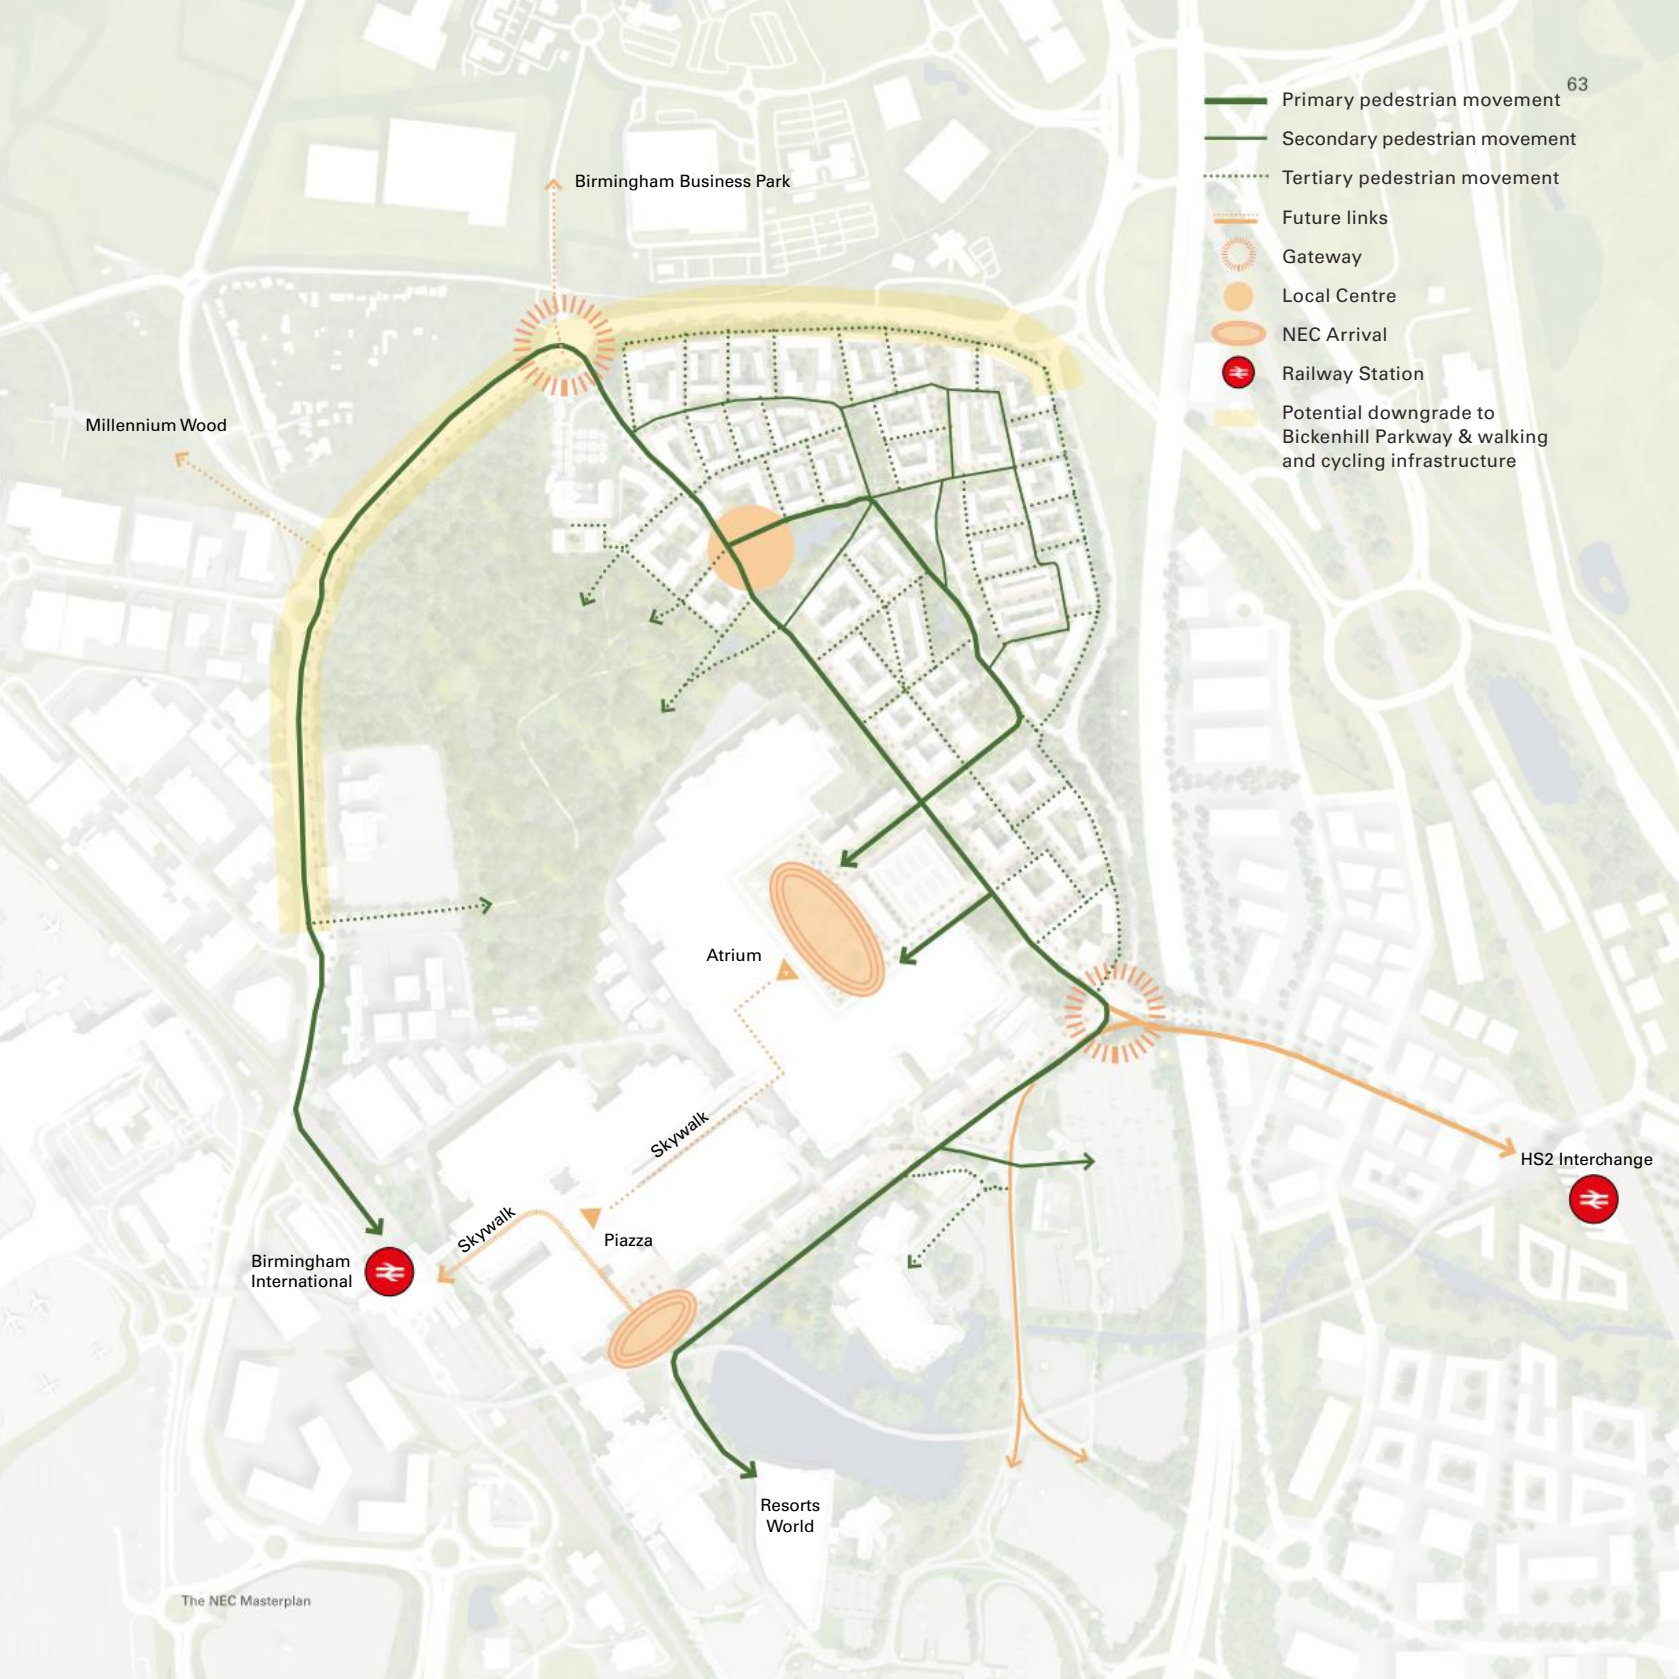 63
Primary pedestrian movement
Secondary pedestrian movement
Tertiary pedestrian movement
Future links
Gateway
Local Centre
NEC Arrival
Railway Station
Potential downgrade to
Bickenhill Parkway & walking
and cycling infrastructure
Birmingham Business Park
Millennium Wood
Atrium
Skywalk
HS2 Interchange
Skywalk
Piazza
Birmingham
International
Resorts
World
The NEC Masterplan